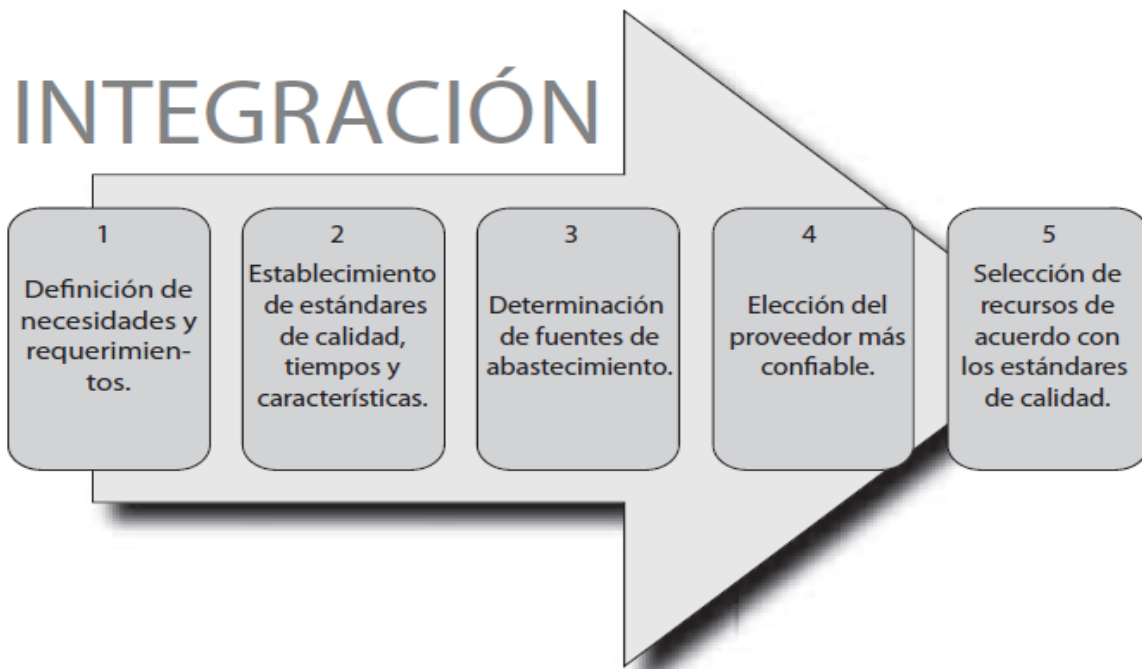 INTEGRACIÓN
1
Definición de
necesidades y
requerimien-
tos.
2
Establecimiento
de estándares
de calidad,
tiempos y
características.
3
Determinación
de fuentes de
abastecimiento.
4
Elección del
proveedor más
confiable.
5
Selección de
recursos de
acuerdo con
los estándares
de calidad.